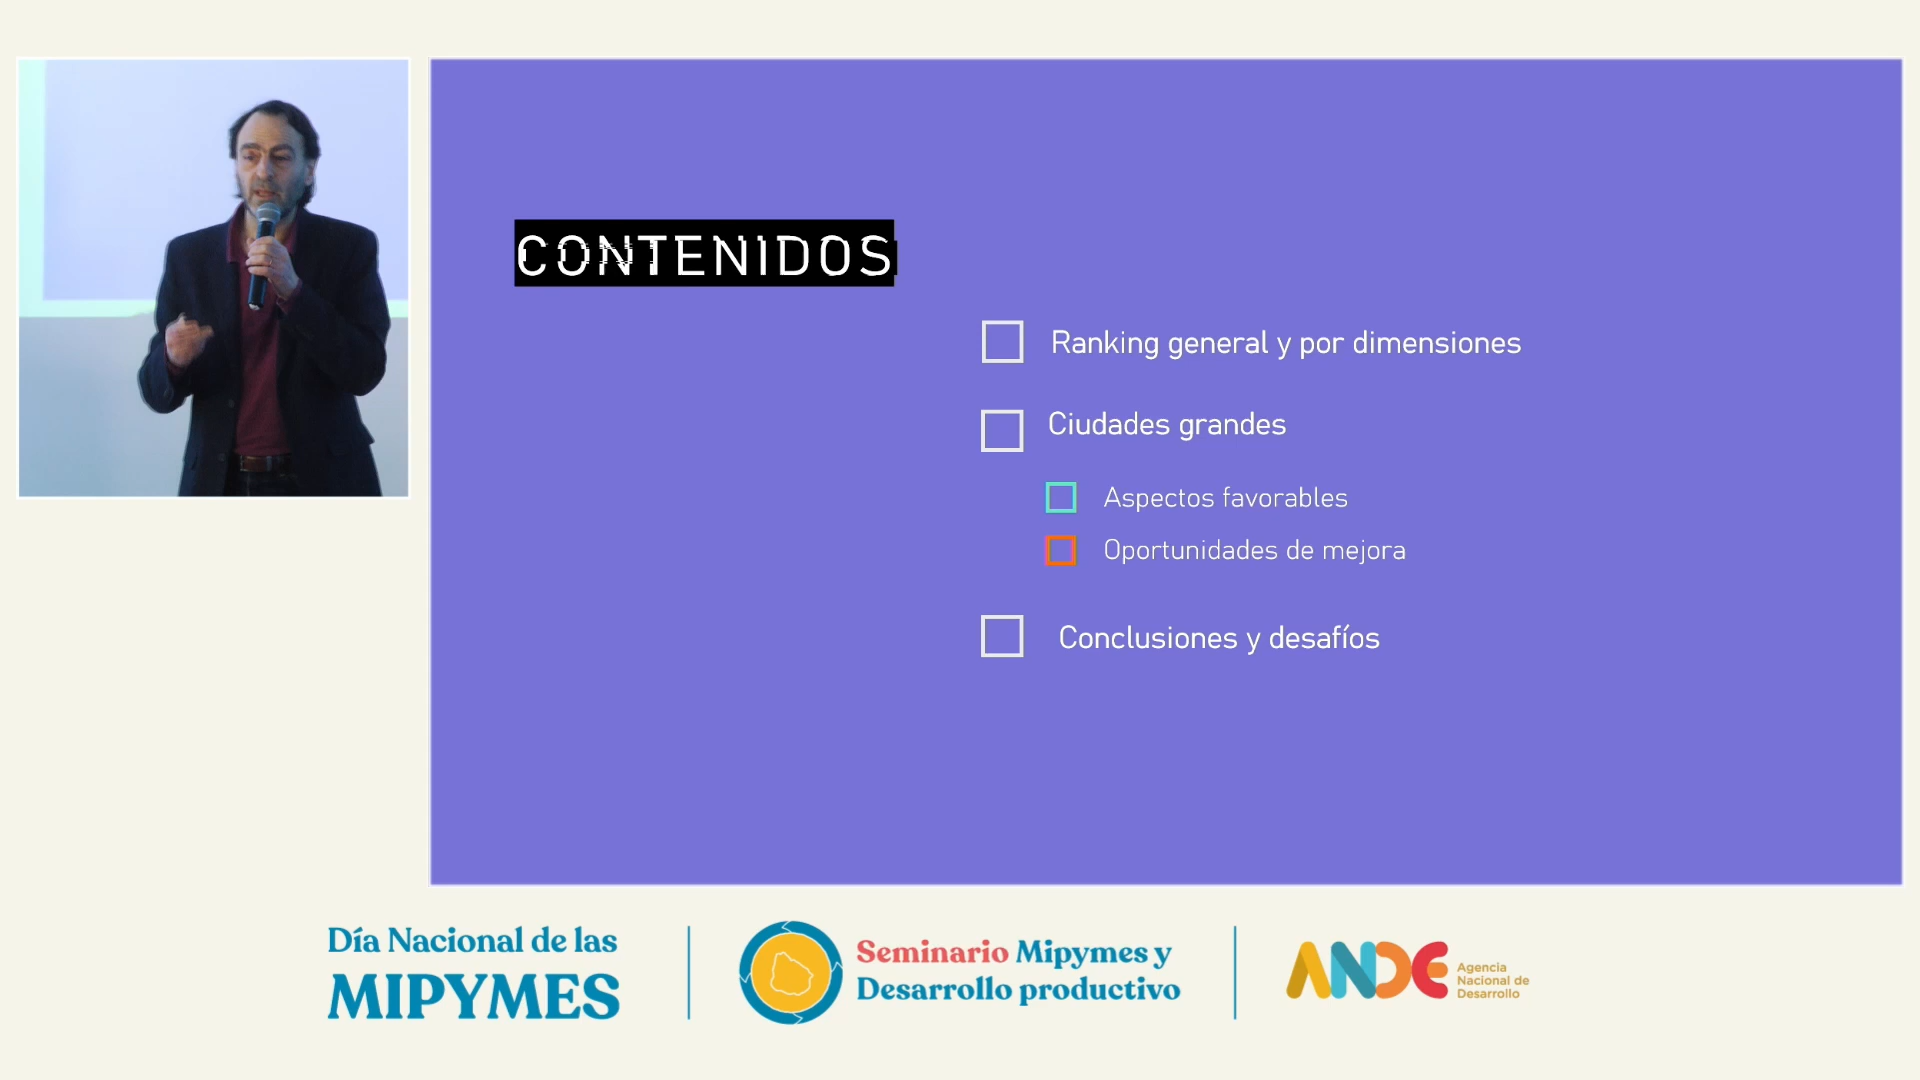 CONTENIDOS
Ranking general y por dimensiones
Ciudades grandes
Aspectos favorables
Oportunidades de mejora
Conclusiones y desafíos
Día Nacional de las
MIPYMES
Seminario Mipymes y
Desarrollo productivo
ANDE
Agencia
Nacional de
Desarrollo